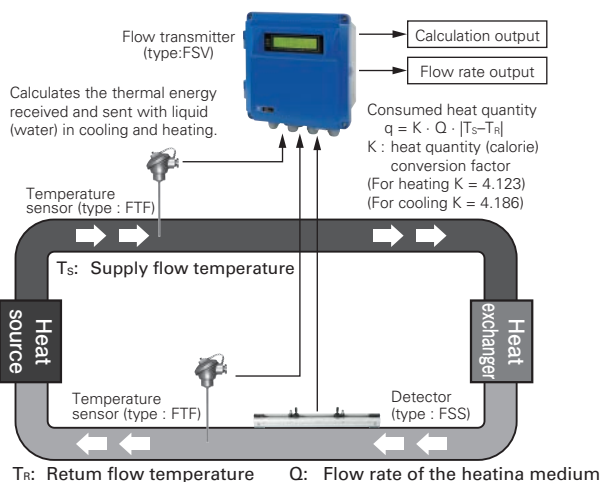 Flow transmitter
(type:FSV)
Calculation output
Flow rate output
Calculates the thermal energy
received and sent with liquid
(water) in cooling and heating.
Consumed heat quantity
q = K · Q · |Ts–TR|
K : heat quantity (calorie)
conversion factor
(For heating K = 4.123)
(For cooling K = 4.186)
Temperature
sensor (type : FTF)
Ts: Supply flow temperature
Heat
source
Heat
exchanger
Temperature
sensor (type : FTF)
Detector
(type : FSS)
TR: Retum flow temperature
Q: Flow rate of the heatina medium